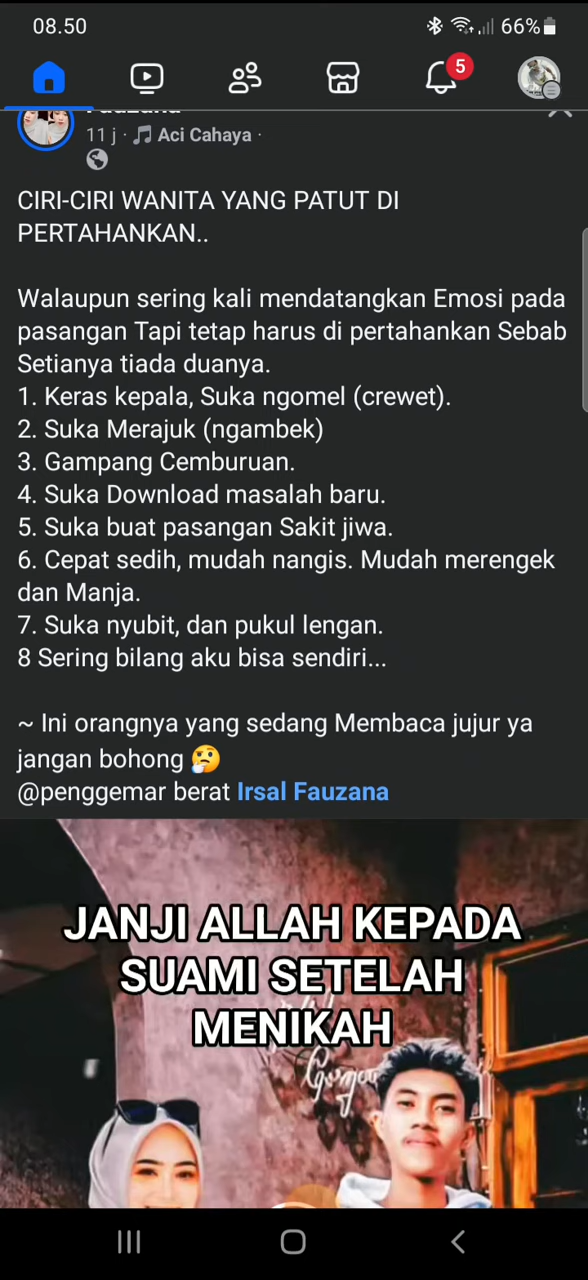 08.50
66%
5
11 j · Aci Cahaya ·
CIRI-CIRI WANITA YANG PATUT DI
PERTAHANKAN..
Walaupun sering kali mendatangkan Emosi pada
pasangan Tapi tetap harus di pertahankan Sebab
Setianya tiada duanya.
1. Keras kepala, Suka ngomel (crewet).
2. Suka Merajuk (ngambek)
3. Gampang Cemburuan.
4. Suka Download masalah baru.
5. Suka buat pasangan Sakit jiwa.
6. Cepat sedih, mudah nangis. Mudah merengek
dan Manja.
7. Suka nyubit, dan pukul lengan.
8 Sering bilang aku bisa sendiri...
~ Ini orangnya yang sedang Membaca jujur ya
jangan bohong 🤔
@penggemar berat Irsal Fauzana
JANJI ALLAH KEPADA
SUAMI SETELAH
MENIKAH